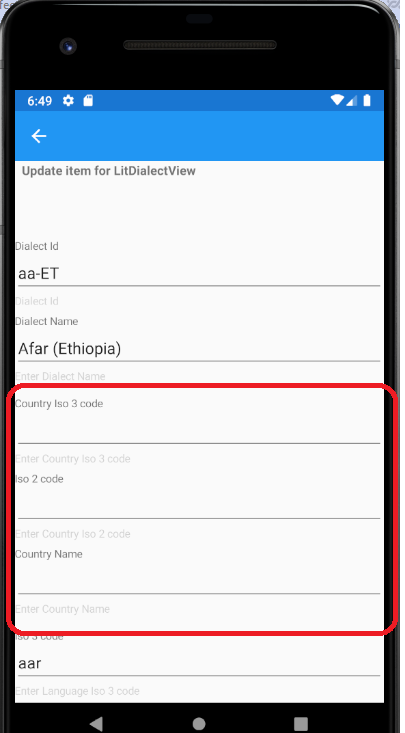 fee
6:49
Update item for LitDialectView
Dialect Id
aa-ET
Dialect Id
Dialect Name
Afar (Ethiopia)
Enter Dialect Name
Country Iso 3 code
Enter Country Iso 3 code
Iso 2 code
Enter Country Iso 2 code
Country Name
Enter Country Name
Iso 3 code
aar
Enter Language Iso 3 code